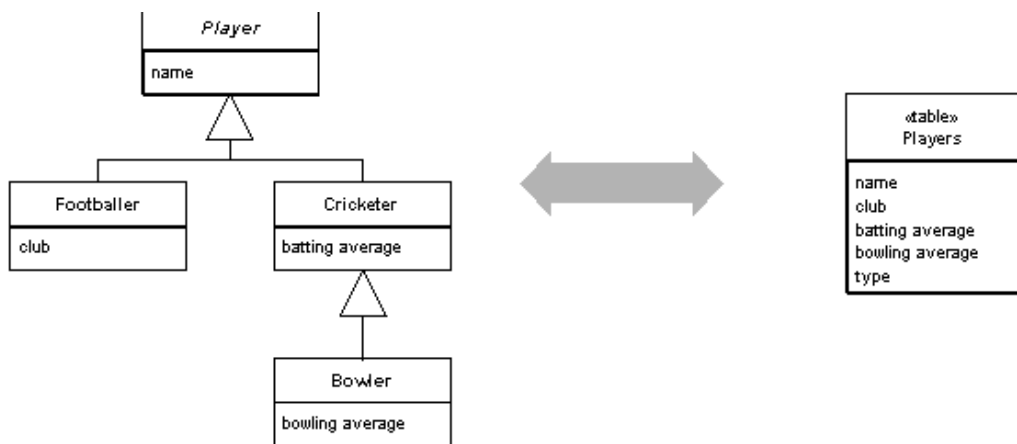 Player
name
Footballer
club
Cricketer
batting average
Bowler
bowling average
«table»
Players
name
club
batting average
bowling average
type